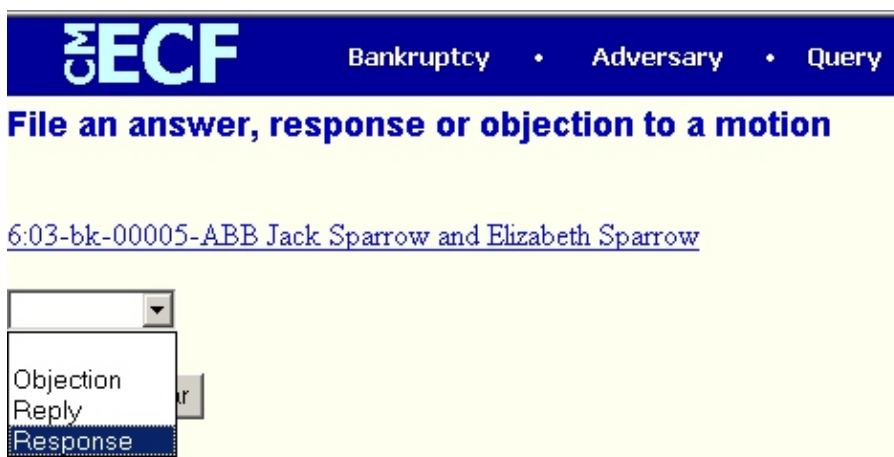 CM ECF Bankruptcy • Adversary • Query
File an answer, response or objection to a motion
6:03-bk-00005-ABB Jack Sparrow and Elizabeth Sparrow
Objection
Reply
Response